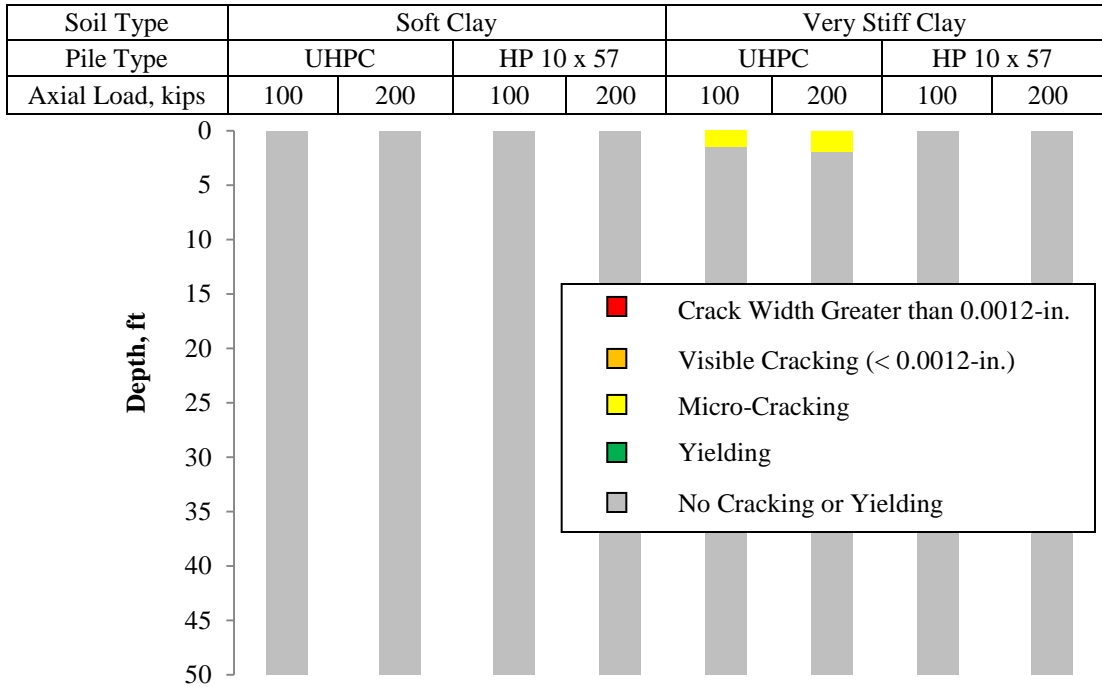 Soil Type Soft Clay Very Stiff Clay
Pile Type UHPC HP 10 x 57 UHPC HP 10 x 57
Axial Load, kips 100 200 100 200 100 200 100 200
0
5
10
15
20
25
30
35
40
45
50
Depth, ft
Crack Width Greater than 0.0012-in.
Visible Cracking (< 0.0012-in.)
Micro-Cracking
Yielding
No Cracking or Yielding